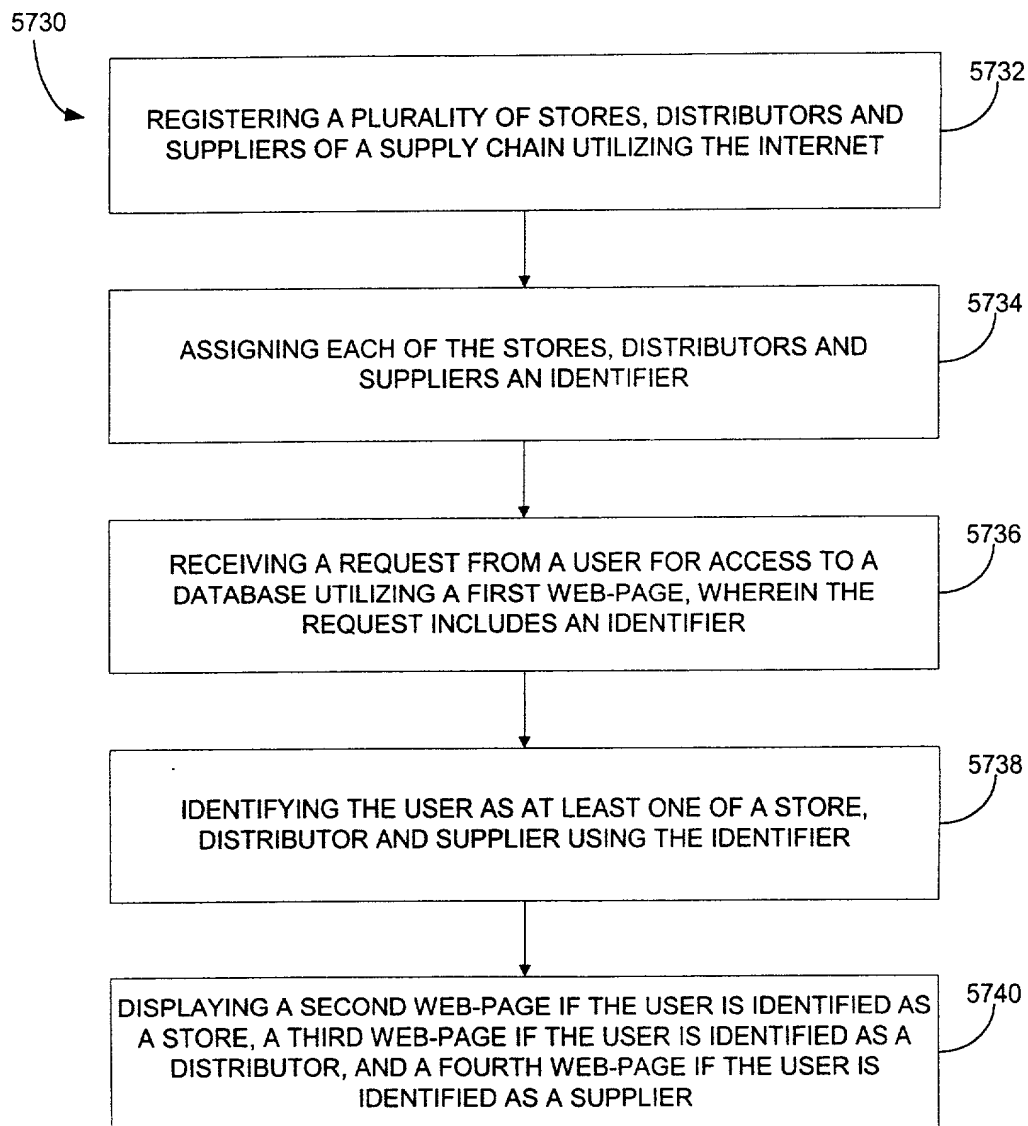 5730
5732
REGISTERING A PLURALITY OF STORES, DISTRIBUTORS AND
SUPPLIERS OF A SUPPLY CHAIN UTILIZING THE INTERNET
5734
ASSIGNING EACH OF THE STORES, DISTRIBUTORS AND
SUPPLIERS AN IDENTIFIER
5736
RECEIVING A REQUEST FROM A USER FOR ACCESS TO A
DATABASE UTILIZING A FIRST WEB-PAGE, WHEREIN THE
REQUEST INCLUDES AN IDENTIFIER
5738
IDENTIFYING THE USER AS AT LEAST ONE OF A STORE,
DISTRIBUTOR AND SUPPLIER USING THE IDENTIFIER
5740
DISPLAYING A SECOND WEB-PAGE IF THE USER IS IDENTIFIED AS
A STORE, A THIRD WEB-PAGE IF THE USER IS IDENTIFIED AS A
DISTRIBUTOR, AND A FOURTH WEB-PAGE IF THE USER IS
IDENTIFIED AS A SUPPLIER